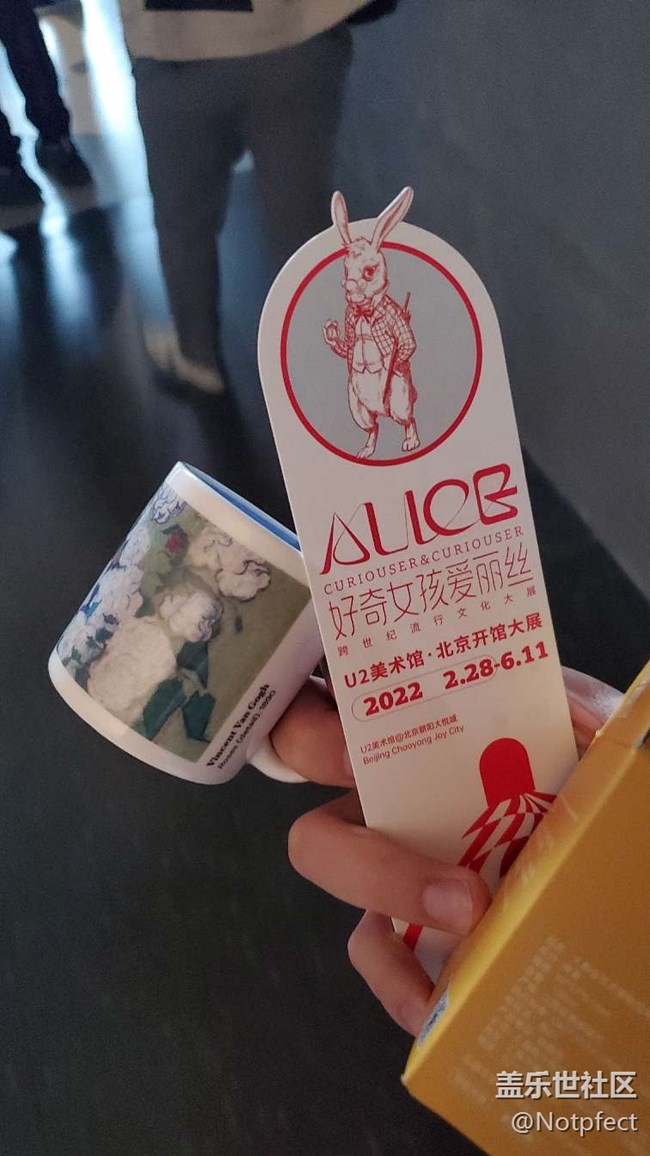 ALICE
CURIOUSER&CURIOUSER
好奇女孩爱丽丝
跨世纪流行文化大展
U2美术馆·北京开馆大展
2022 2.28-6.11
U2美术馆@北京朝阳大悦城
Beijing Chaoyang Joy City
Vincent Van Gogh
Roses (detail), 1890
盖乐世社区
@Notpfect